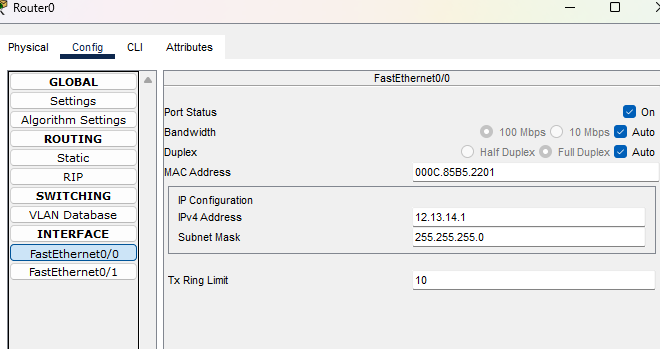 Router0
Physical Config CLI Attributes
GLOBAL
Settings
Algorithm Settings
ROUTING
Static
RIP
SWITCHING
VLAN Database
INTERFACE
FastEthernet0/0
FastEthernet0/1
FastEthernet0/0
Port Status On
Bandwidth 100 Mbps 10 Mbps Auto
Duplex Half Duplex Full Duplex Auto
MAC Address 000C.85B5.2201
IP Configuration
IPv4 Address 12.13.14.1
Subnet Mask 255.255.255.0
Tx Ring Limit 10